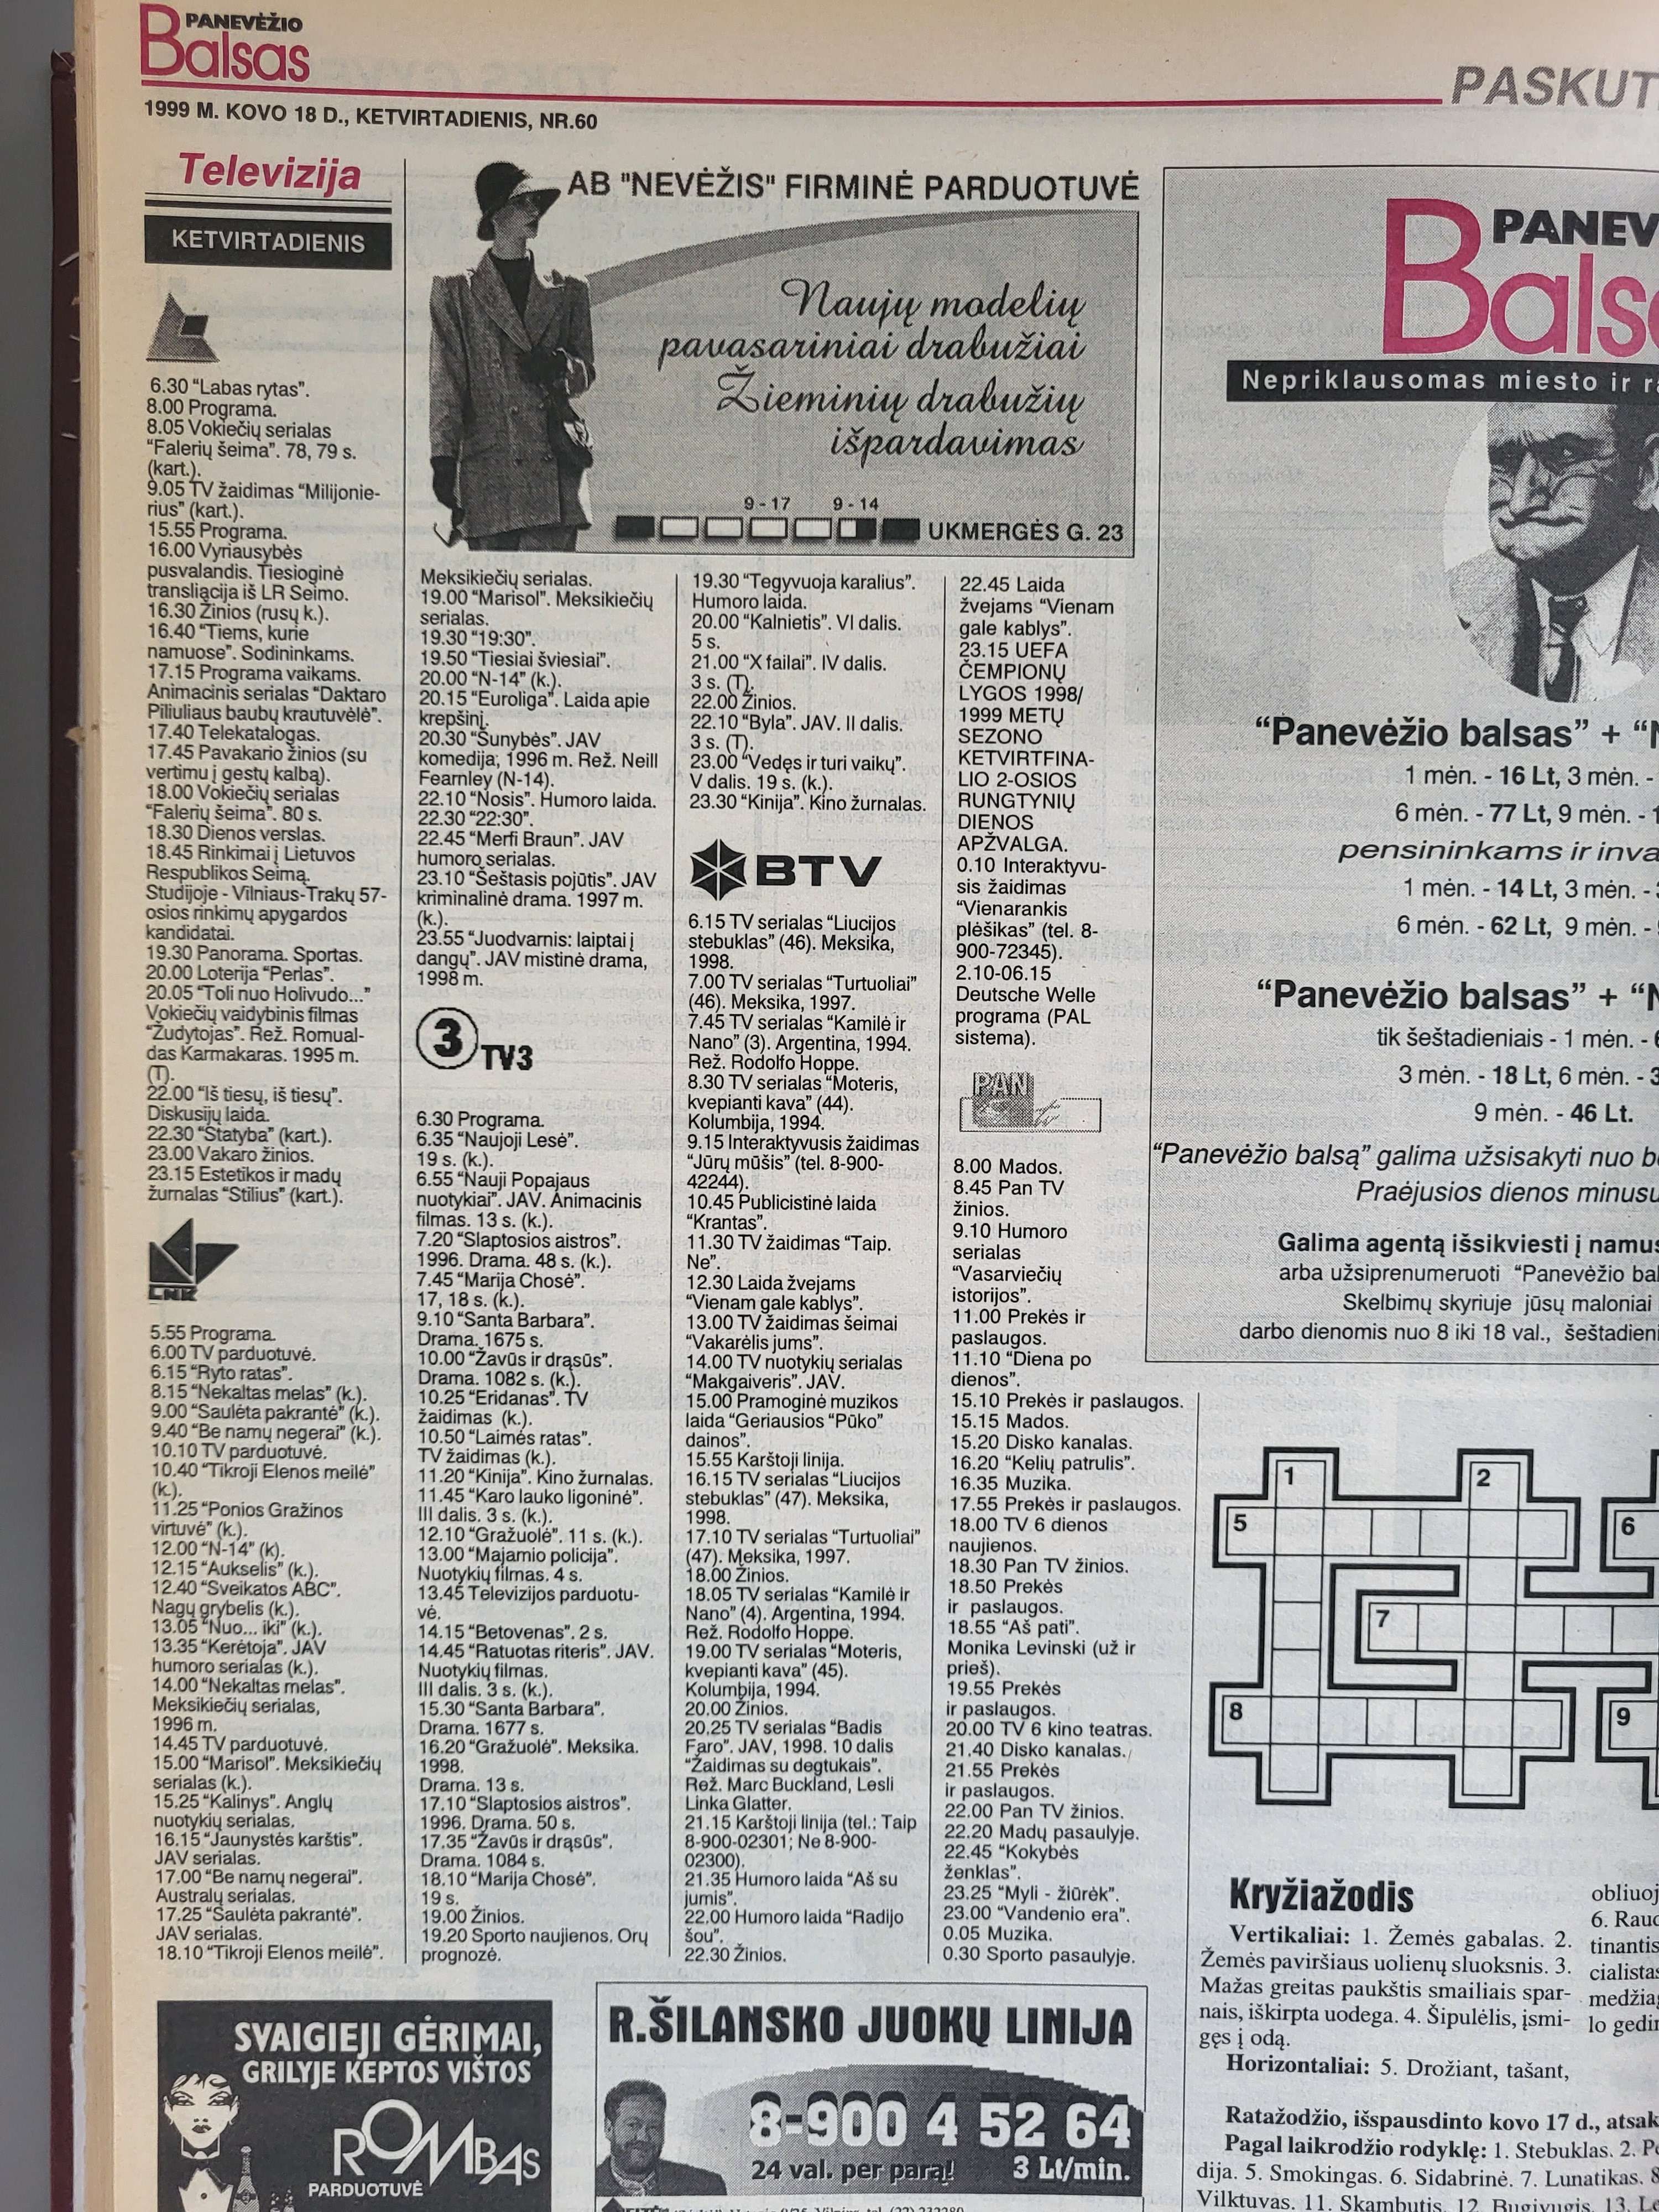 PANEVĖŽIO
Balsas
1999 M. KOVO 18 D., KETVIRTADIENIS, NR.60
Televizija
KETVIRTADIENIS
6.30 “Labas rytas”.
8.00 Programa.
8.05 Vokiečių serialas
“Falerių šeima”. 78, 79 s.
(kart.).
9.05 TV žaidimas “Milijonie-
rius” (kart.).
15.55 Programa.
16.00 Vyriausybės
pusvalandis. Tiesioginė
transliacija iš LR Seimo.
16.30 Žinios (rusų k.).
16.40 “Tiems, kurie
namuose”. Sodininkams.
17.15 Programa vaikams.
Animacinis serialas “Daktaro
Piliuliaus baubų krautuvėlė”.
17.40 Telekatalogas.
17.45 Pavakario žinios (su
vertimu į gestų kalbą).
18.00 Vokiečių serialas
“Falerių šeima”. 80 s.
18.30 Dienos verslas.
18.45 Rinkimai į Lietuvos
Respublikos Seimą.
Studijoje - Vilniaus-Trakų 57-
osios rinkimų apygardos
kandidatai.
19.30 Panorama. Sportas.
20.00 Loterija “Perlas”.
20.05 “Toli nuo Holivudo...”
Vokiečių vaidybinis filmas
“Žudytojas”. Rež. Romual-
das Karmakaras. 1995 m.
(T).
22.00 “Iš tiesų, iš tiesų”.
Diskusijų laida.
22.30 “Statyba” (kart.).
23.00 Vakaro žinios.
23.15 Estetikos ir madų
žurnalas “Stilius” (kart.).
LNK
5.55 Programa.
6.00 TV parduotuvė.
6.15 “Ryto ratas”.
8.15 “Nekaltas melas” (k.).
9.00 “Saulėta pakrantė” (k.).
9.40 “Be namų negerai” (k.).
10.10 TV parduotuvė.
10.40 “Tikroji Elenos meilė”
(k.).
11.25 “Ponios Gražinos
virtuvė” (k.).
12.00 “N-14” (k).
12.15 “Aukselis” (k.).
12.40 “Sveikatos ABC”.
Nagų grybelis (k.).
13.05 “Nuo... iki” (k.).
13.35 “Kerėtoja”. JAV
humoro serialas (k.).
14.00 “Nekaltas melas”.
Meksikiečių serialas,
1996 m.
14.45 TV parduotuvė.
15.00 “Marisol”. Meksikiečių
serialas (k.).
15.25 “Kalinys”. Anglų
nuotykių serialas.
16.15 “Jaunystės karštis”.
JAV serialas.
17.00 “Be namų negerai”.
Australų serialas.
17.25 “Saulėta pakrantė”.
JAV serialas.
18.10 “Tikroji Elenos meilė”.
AB "NEVĖŽIS" FIRMINĖ PARDUOTUVĖ
Naujų modelių
pavasariniai drabužiai
Žieminių drabužių
išpardavimas
9 - 17 9 - 14
UKMERGĖS G. 23
Meksikiečių serialas.
19.00 “Marisol”. Meksikiečių
serialas.
19.30 “19:30”.
19.50 “Tiesiai šviesiai”.
20.00 “N-14” (k.).
20.15 “Euroliga”. Laida apie
krepšinį.
20.30 “Šunybės”. JAV
komedija; 1996 m. Rež. Neill
Fearnley (N-14).
22.10 “Nosis”. Humoro laida.
22.30 “22:30”.
22.45 “Merfi Braun”. JAV
humoro serialas.
23.10 “Šeštasis pojūtis”. JAV
kriminalinė drama. 1997 m.
(k.).
23.55 “Juodvarnis: laiptai į
dangų”. JAV mistinė drama,
1998 m.
3 TV3
6.30 Programa.
6.35 “Naujoji Lesė”.
19 s. (k.).
6.55 “Nauji Popajaus
nuotykiai”. JAV. Animacinis
filmas. 13 s. (k.).
7.20 “Slaptosios aistros”.
1996. Drama. 48 s. (k.).
7.45 “Marija Chosė”.
17, 18 s. (k.).
9.10 “Santa Barbara”.
Drama. 1675 s.
10.00 “Žavūs ir drąsūs”.
Drama. 1082 s. (k.).
10.25 “Eridanas”. TV
žaidimas (k.).
10.50 “Laimės ratas”.
TV žaidimas (k.).
11.20 “Kinija”. Kino žurnalas.
11.45 “Karo lauko ligoninė”.
III dalis. 3 s. (k.).
12.10 “Gražuolė”. 11 s. (k.).
13.00 “Majamio policija”.
Nuotykių filmas. 4 s.
13.45 Televizijos parduotu-
vė.
14.15 “Betovenas”. 2 s.
14.45 “Ratuotas riteris”. JAV.
Nuotykių filmas.
III dalis. 3 s. (k.).
15.30 “Santa Barbara”.
Drama. 1677 s.
16.20 “Gražuolė”. Meksika.
1998.
Drama. 13 s.
17.10 “Slaptosios aistros”.
1996. Drama. 50 s.
17.35 “Žavūs ir drąsūs”.
Drama. 1084 s.
18.10 “Marija Chosė”.
19 s.
19.00 Žinios.
19.20 Sporto naujienos. Orų
prognozė.
19.30 “Tegyvuoja karalius”.
Humoro laida.
20.00 “Kalnietis”. VI dalis.
5 s.
21.00 “X failai”. IV dalis.
3 s. (T).
22.00 Žinios.
22.10 “Byla”. JAV. II dalis.
3 s. (T).
23.00 “Vedęs ir turi vaikų”.
V dalis. 19 s. (k.).
23.30 “Kinija”. Kino žurnalas.
BTV
6.15 TV serialas “Liucijos
stebuklas” (46). Meksika,
1998.
7.00 TV serialas “Turtuoliai”
(46). Meksika, 1997.
7.45 TV serialas “Kamilė ir
Nano” (3). Argentina, 1994.
Rež. Rodolfo Hoppe.
8.30 TV serialas “Moteris,
kvepianti kava” (44).
Kolumbija, 1994.
9.15 Interaktyvusis žaidimas
“Jūrų mūšis” (tel. 8-900-
42244).
10.45 Publicistinė laida
“Krantas”.
11.30 TV žaidimas “Taip.
Ne”.
12.30 Laida žvejams
“Vienam gale kablys”.
13.00 TV žaidimas šeimai
“Vakarėlis jums”.
14.00 TV nuotykių serialas
“Makgaiveris”. JAV.
15.00 Pramoginė muzikos
laida “Geriausios “Pūko”
dainos”.
15.55 Karštoji linija.
16.15 TV serialas “Liucijos
stebuklas” (47). Meksika,
1998.
17.10 TV serialas “Turtuoliai”
(47). Meksika, 1997.
18.00 Žinios.
18.05 TV serialas “Kamilė ir
Nano” (4). Argentina, 1994.
Rež. Rodolfo Hoppe.
19.00 TV serialas “Moteris,
kvepianti kava” (45).
Kolumbija, 1994.
20.00 Žinios.
20.25 TV serialas “Badis
Faro”. JAV, 1998. 10 dalis
“Žaidimas su degtukais”.
Rež. Marc Buckland, Lesli
Linka Glatter.
21.15 Karštoji linija (tel.: Taip
8-900-02301; Ne 8-900-
02300).
21.35 Humoro laida “Aš su
jumis”.
22.00 Humoro laida “Radijo
šou”.
22.30 Žinios.
22.45 Laida
žvejams “Vienam
gale kablys”.
23.15 UEFA
ČEMPIONŲ
LYGOS 1998/
1999 METŲ
SEZONO
KETVIRTFINA-
LIO 2-OSIOS
RUNGTYNIŲ
DIENOS
APŽVALGA.
0.10 Interaktyvu-
sis žaidimas
“Vienarankis
plėšikas” (tel. 8-
900-72345).
2.10-06.15
Deutsche Welle
programa (PAL
sistema).
PAN
tv
8.00 Mados.
8.45 Pan TV
žinios.
9.10 Humoro
serialas
“Vasarviečių
istorijos”.
11.00 Prekės ir
paslaugos.
11.10 “Diena po
dienos”.
15.10 Prekės ir paslaugos.
15.15 Mados.
15.20 Disko kanalas.
16.20 “Kelių patrulis”.
16.35 Muzika.
17.55 Prekės ir paslaugos.
18.00 TV 6 dienos
naujienos.
18.30 Pan TV žinios.
18.50 Prekės
ir paslaugos.
18.55 “Aš pati”.
Monika Levinski (už ir
prieš).
19.55 Prekės
ir paslaugos.
20.00 TV 6 kino teatras.
21.40 Disko kanalas.
21.55 Prekės
ir paslaugos.
22.00 Pan TV žinios.
22.20 Madų pasaulyje.
22.45 “Kokybės
ženklas”.
23.25 “Myli - žiūrėk”.
23.00 “Vandenio era”.
0.05 Muzika.
0.30 Sporto pasaulyje.
PASKUT
PANEV
Balsa
Nepriklausomas miesto ir r
“Panevėžio balsas” + “
1 mėn. - 16 Lt, 3 mėn. -
6 mėn. - 77 Lt, 9 mėn. - 1
pensininkams ir inva
1 mėn. - 14 Lt, 3 mėn. -
6 mėn. - 62 Lt, 9 mėn. -
“Panevėžio balsas” + “
tik šeštadieniais - 1 mėn. - 6
3 mėn. - 18 Lt, 6 mėn. - 3
9 mėn. - 46 Lt.
“Panevėžio balsą” galima užsisakyti nuo b
Praėjusios dienos minusu
Galima agentą išsikviesti į namus
arba užsiprenumeruoti “Panevėžio bal
Skelbimų skyriuje jūsų maloniai
darbo dienomis nuo 8 iki 18 val., šeštadieni
1 2
5 6
7
8 9
Kryžiažodis
Vertikaliai: 1. Žemės gabalas. 2.
Žemės paviršiaus uolienų sluoksnis. 3.
Mažas greitas paukštis smailiais spar-
nais, iškirpta uodega. 4. Šipulėlis, įsmi-
gęs į odą.
Horizontaliai: 5. Drožiant, tašant,
obliuoj
6. Raud
tinantis
cialistas
medžiag
lo gedin
Ratažodžio, išspausdinto kovo 17 d., atsak
Pagal laikrodžio rodyklę: 1. Stebuklas. 2. Pe
dija. 5. Smokingas. 6. Sidabrinė. 7. Lunatikas. 8
Vilktuvas. 11. Skambutis. 12. Bugivugis. 13. Le
SVAIGIEJI GĖRIMAI,
GRILYJE KEPTOS VIŠTOS
ROMBAS
PARDUOTUVĖ
R.ŠILANSKO JUOKŲ LINIJA
8-900 4 52 64
24 val. per parą! 3 Lt/min.